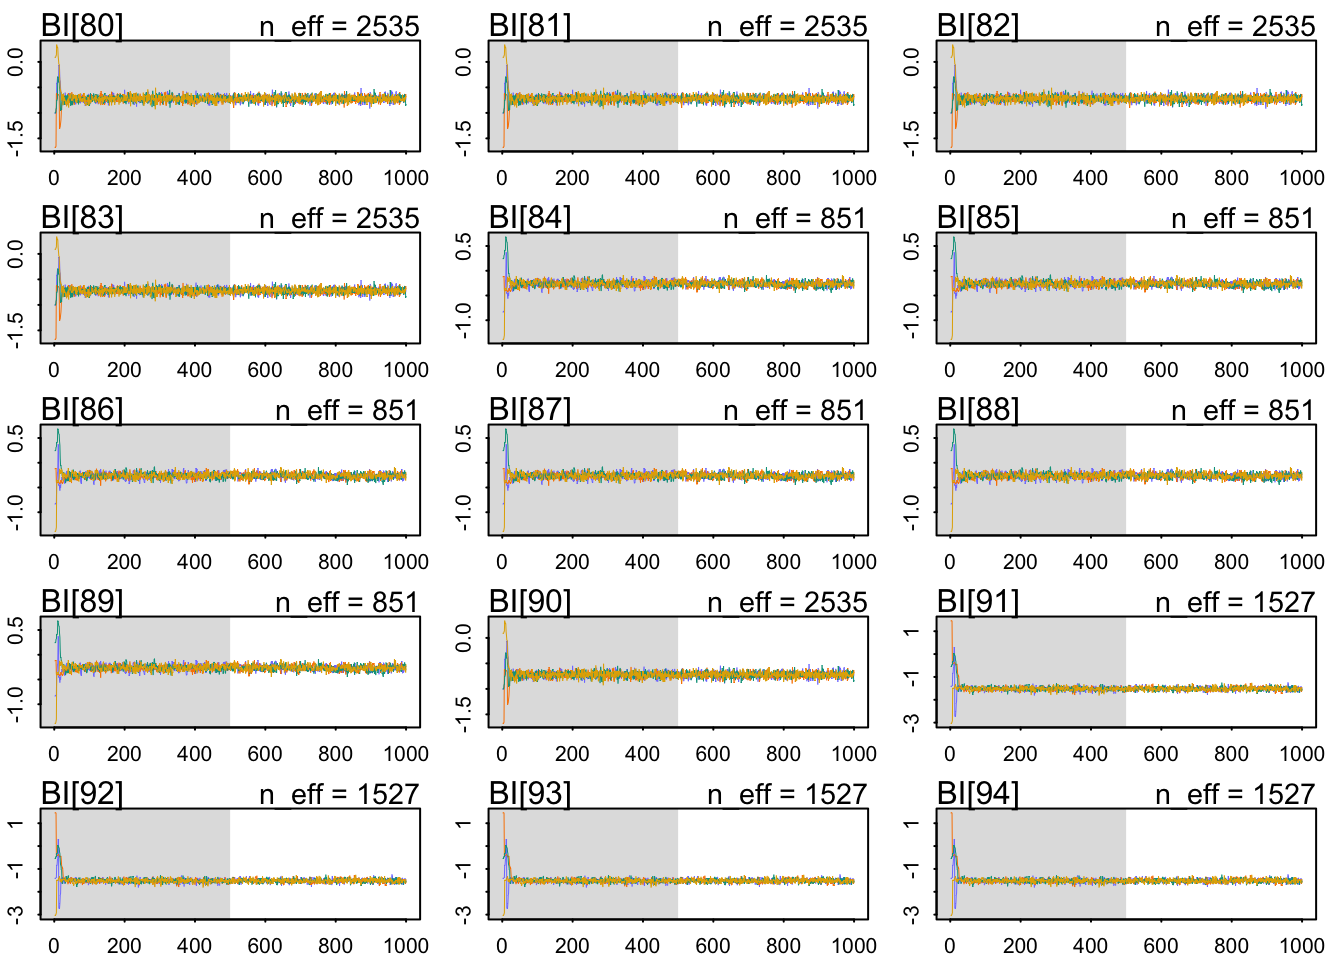 BI[80] n_eff = 2535 BI[81] n_eff = 2535 BI[82] n_eff = 2535
0.0 0.0 0.0
-1.5 -1.5 -1.5
0 200 400 600 800 1000 0 200 400 600 800 1000 0 200 400 600 800 1000
BI[83] n_eff = 2535 BI[84] n_eff = 851 BI[85] n_eff = 851
0.0 0.5 0.5
-1.5 -1.0 -1.0
0 200 400 600 800 1000 0 200 400 600 800 1000 0 200 400 600 800 1000
BI[86] n_eff = 851 BI[87] n_eff = 851 BI[88] n_eff = 851
0.5 0.5 0.5
-1.0 -1.0 -1.0
0 200 400 600 800 1000 0 200 400 600 800 1000 0 200 400 600 800 1000
BI[89] n_eff = 851 BI[90] n_eff = 2535 BI[91] n_eff = 1527
0.5 0.0 1
-1
-1.0 -1.5 -3
0 200 400 600 800 1000 0 200 400 600 800 1000 0 200 400 600 800 1000
BI[92] n_eff = 1527 BI[93] n_eff = 1527 BI[94] n_eff = 1527
1 1 1
-1 -1 -1
-3 -3 -3
0 200 400 600 800 1000 0 200 400 600 800 1000 0 200 400 600 800 1000